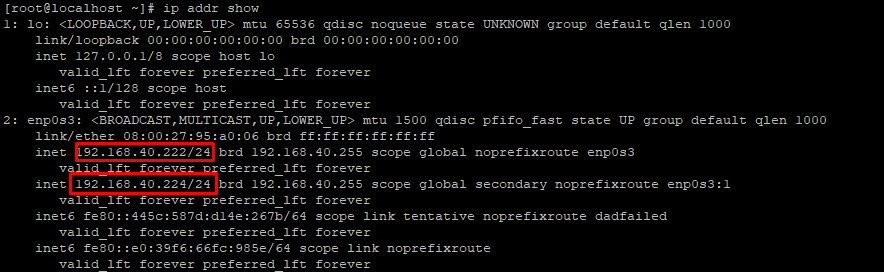 [root@localhost ~]# ip addr show
1: lo: <LOOPBACK,UP,LOWER_UP> mtu 65536 qdisc noqueue state UNKNOWN group default qlen 1000
    link/loopback 00:00:00:00:00:00 brd 00:00:00:00:00:00
    inet 127.0.0.1/8 scope host lo
       valid_lft forever preferred_lft forever
    inet6 ::1/128 scope host
       valid_lft forever preferred_lft forever
2: enp0s3: <BROADCAST,MULTICAST,UP,LOWER_UP> mtu 1500 qdisc pfifo_fast state UP group default qlen 1000
    link/ether 08:00:27:95:a0:06 brd ff:ff:ff:ff:ff:ff
    inet 192.168.40.222/24 brd 192.168.40.255 scope global noprefixroute enp0s3
       valid_lft forever preferred_lft forever
    inet 192.168.40.224/24 brd 192.168.40.255 scope global secondary noprefixroute enp0s3:1
       valid_lft forever preferred_lft forever
    inet6 fe80::445c:587d:d14e:267b/64 scope link tentative noprefixroute dadfailed
       valid_lft forever preferred_lft forever
    inet6 fe80::e0:39f6:66fc:985e/64 scope link noprefixroute
       valid_lft forever preferred_lft forever